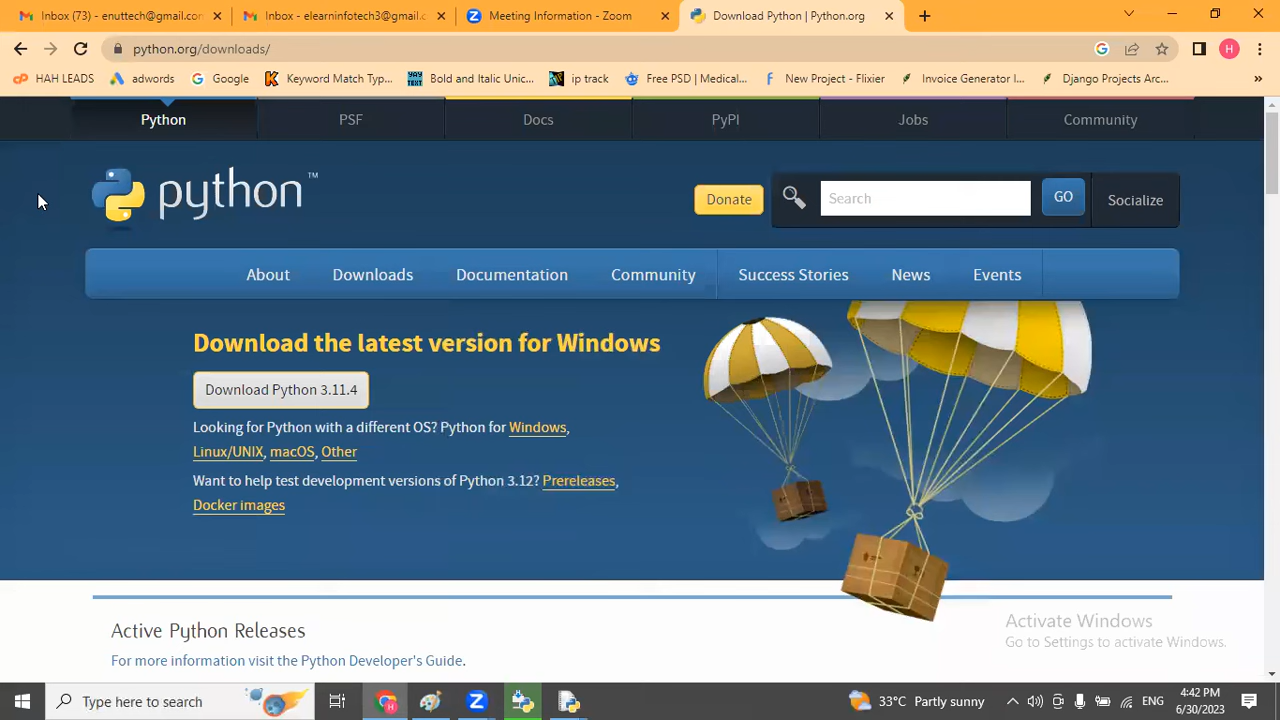 Inbox (73) - enuttech@gmail.con
Inbox - elearninfotech3@gmail.c
Meeting Information - Zoom
Download Python | Python.org
python.org/downloads/
H
HAH LEADS
adwords
Google
Keyword Match Typ...
Bold and Italic Unic...
ip track
Free PSD | Medical...
New Project - Flixier
Invoice Generator I...
Django Projects Arc...
Python
PSF
Docs
PyPI
Jobs
Community
python™
Donate
Search
GO
Socialize
About
Downloads
Documentation
Community
Success Stories
News
Events
Download the latest version for Windows
Download Python 3.11.4
Looking for Python with a different OS? Python for Windows,
Linux/UNIX, macOS, Other
Want to help test development versions of Python 3.12? Prereleases,
Docker images
Active Python Releases
For more information visit the Python Developer's Guide.
Activate Windows
Go to Settings to activate Windows.
Type here to search
33°C Partly sunny
ENG
4:42 PM
6/30/2023